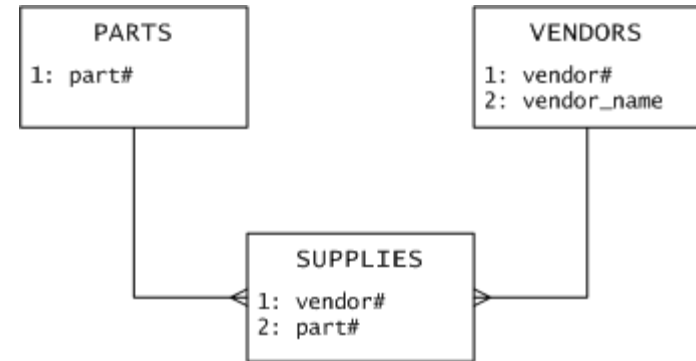 PARTS
1: part#
VENDORS
1: vendor#
2: vendor_name
SUPPLIES
1: vendor#
2: part#